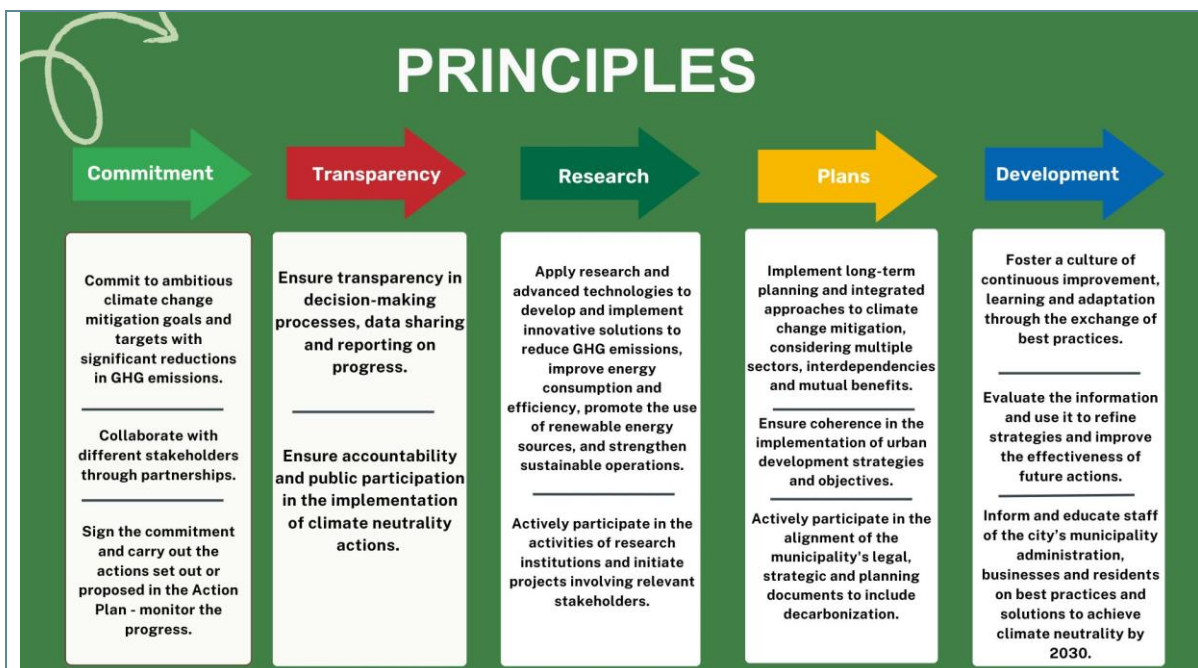 PRINCIPLES
Commitment
Transparency
Research
Plans
Development
Commit to ambitious
climate change
mitigation goals and
targets with
significant reductions
in GHG emissions.
Collaborate with
different stakeholders
through partnerships.
Sign the commitment
and carry out the
actions set out or
proposed in the Action
Plan - monitor the
progress.
Ensure transparency in
decision-making
processes, data sharing
and reporting on
progress.
Ensure accountability
and public participation
in the implementation
of climate neutrality
actions.
Apply research and
advanced technologies to
develop and implement
innovative solutions to
reduce GHG emissions,
improve energy
consumption and
efficiency, promote the use
of renewable energy
sources, and strengthen
sustainable operations.
Actively participate in the
activities of research
institutions and initiate
projects involving relevant
stakeholders.
Implement long-term
planning and integrated
approaches to climate
change mitigation,
considering multiple
sectors, interdependencies
and mutual benefits.
Ensure coherence in the
implementation of urban
development strategies
and objectives.
Actively participate in the
alignment of the
municipality's legal,
strategic and planning
documents to include
decarbonization.
Foster a culture of
continuous improvement,
learning and adaptation
through the exchange of
best practices.
Evaluate the information
and use it to refine
strategies and improve
the effectiveness of
future actions.
Inform and educate staff
of the city's municipality
administration,
businesses and residents
on best practices and
solutions to achieve
climate neutrality by
2030.